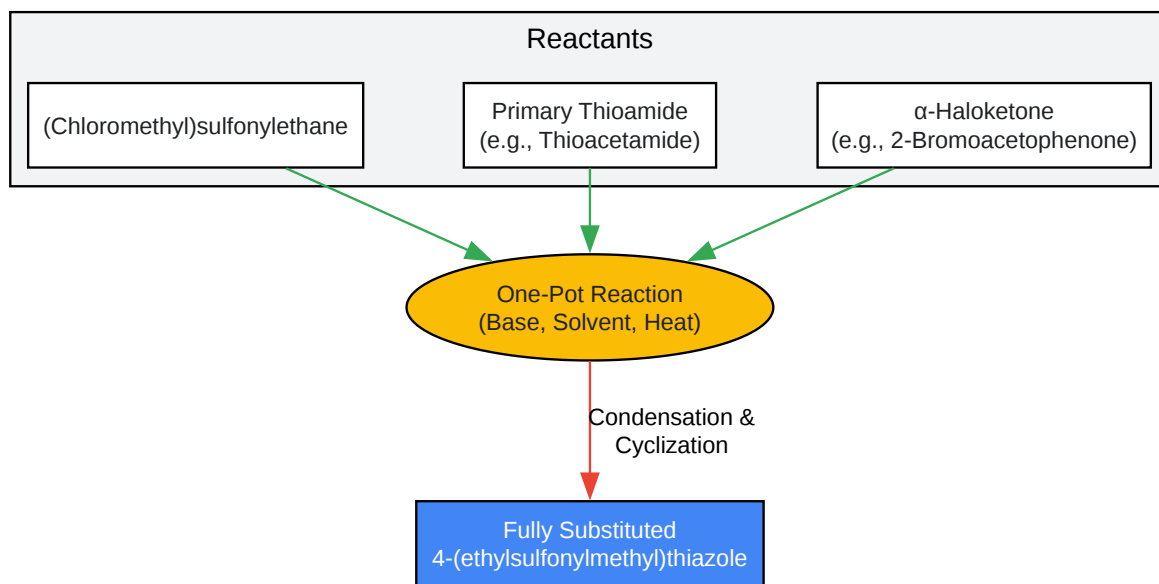 Reactants
(Chloromethyl)sulfonylethane
Primary Thioamide
(e.g., Thioacetamide)
α-Haloketone
(e.g., 2-Bromoacetophenone)
One-Pot Reaction
(Base, Solvent, Heat)
Condensation &
Cyclization
Fully Substituted
4-(ethylsulfonylmethyl)thiazole